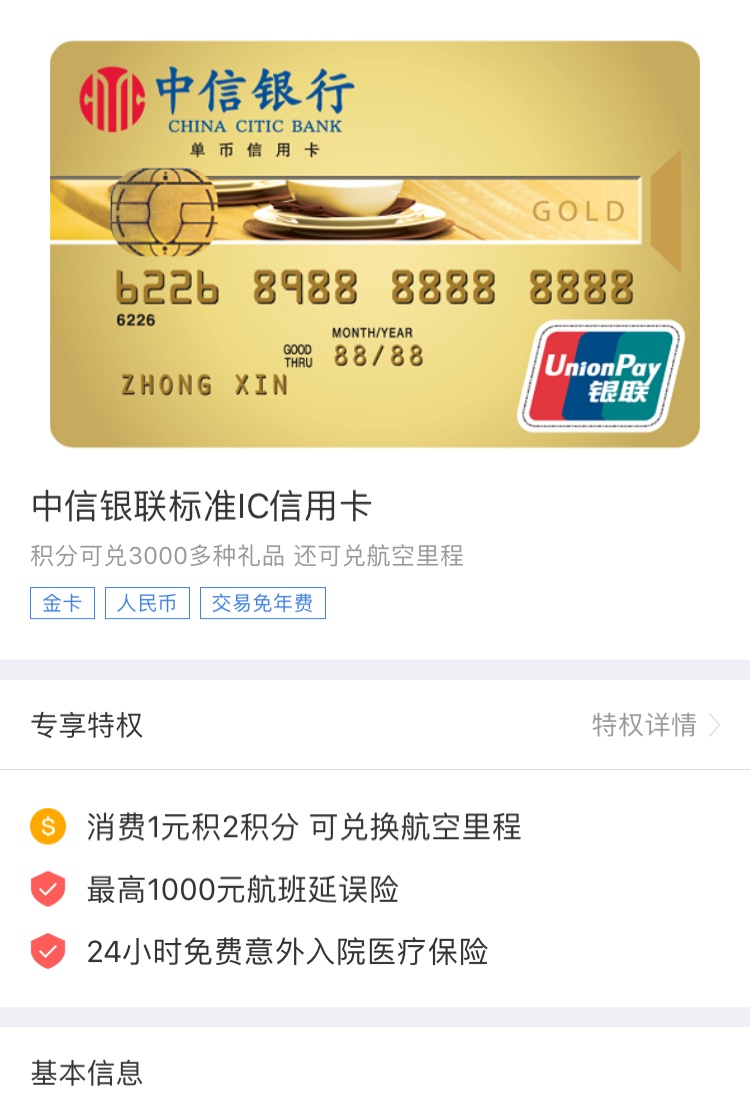 中信银行
CHINA CITIC BANK
单币信用卡
GOLD
6226 8988 8888 8888
6226
MONTH/YEAR
GOOD THRU 88/88
ZHONG XIN
UnionPay
银联
中信银联标准IC信用卡
积分可兑3000多种礼品 还可兑航空里程
金卡 人民币 交易免年费
专享特权 特权详情
消费1元积2积分 可兑换航空里程
最高1000元航班延误险
24小时免费意外入院医疗保险
基本信息